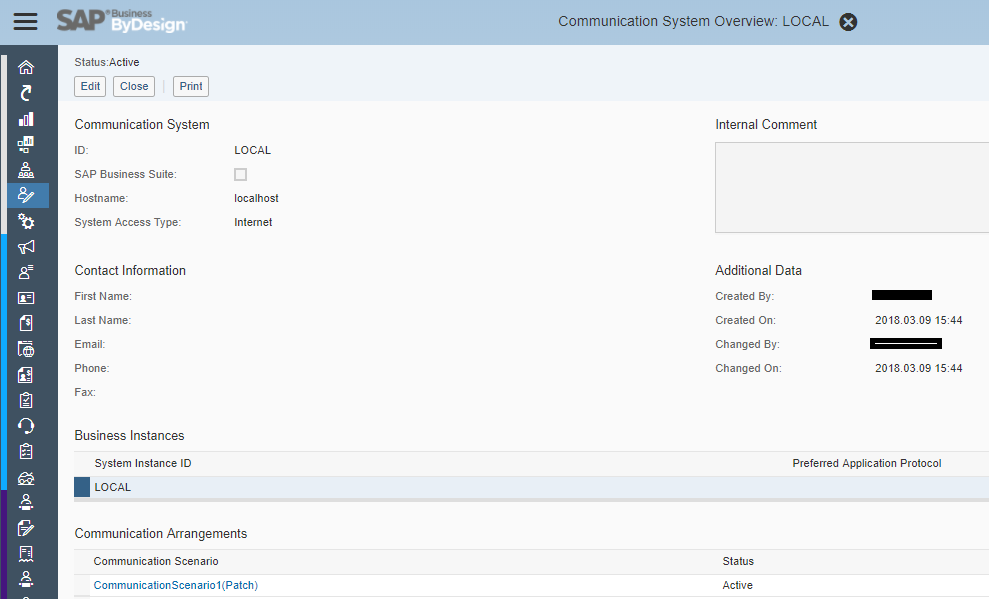 SAP Business ByDesign
Communication System Overview: LOCAL
Status:Active
Edit Close Print
Communication System
ID: LOCAL
SAP Business Suite:
Hostname: localhost
System Access Type: Internet
Internal Comment
Contact Information
First Name:
Last Name:
Email:
Phone:
Fax:
Additional Data
Created By:
Created On: 2018.03.09 15:44
Changed By:
Changed On: 2018.03.09 15:44
Business Instances
System Instance ID Preferred Application Protocol
LOCAL
Communication Arrangements
Communication Scenario Status
CommunicationScenario1(Patch) Active